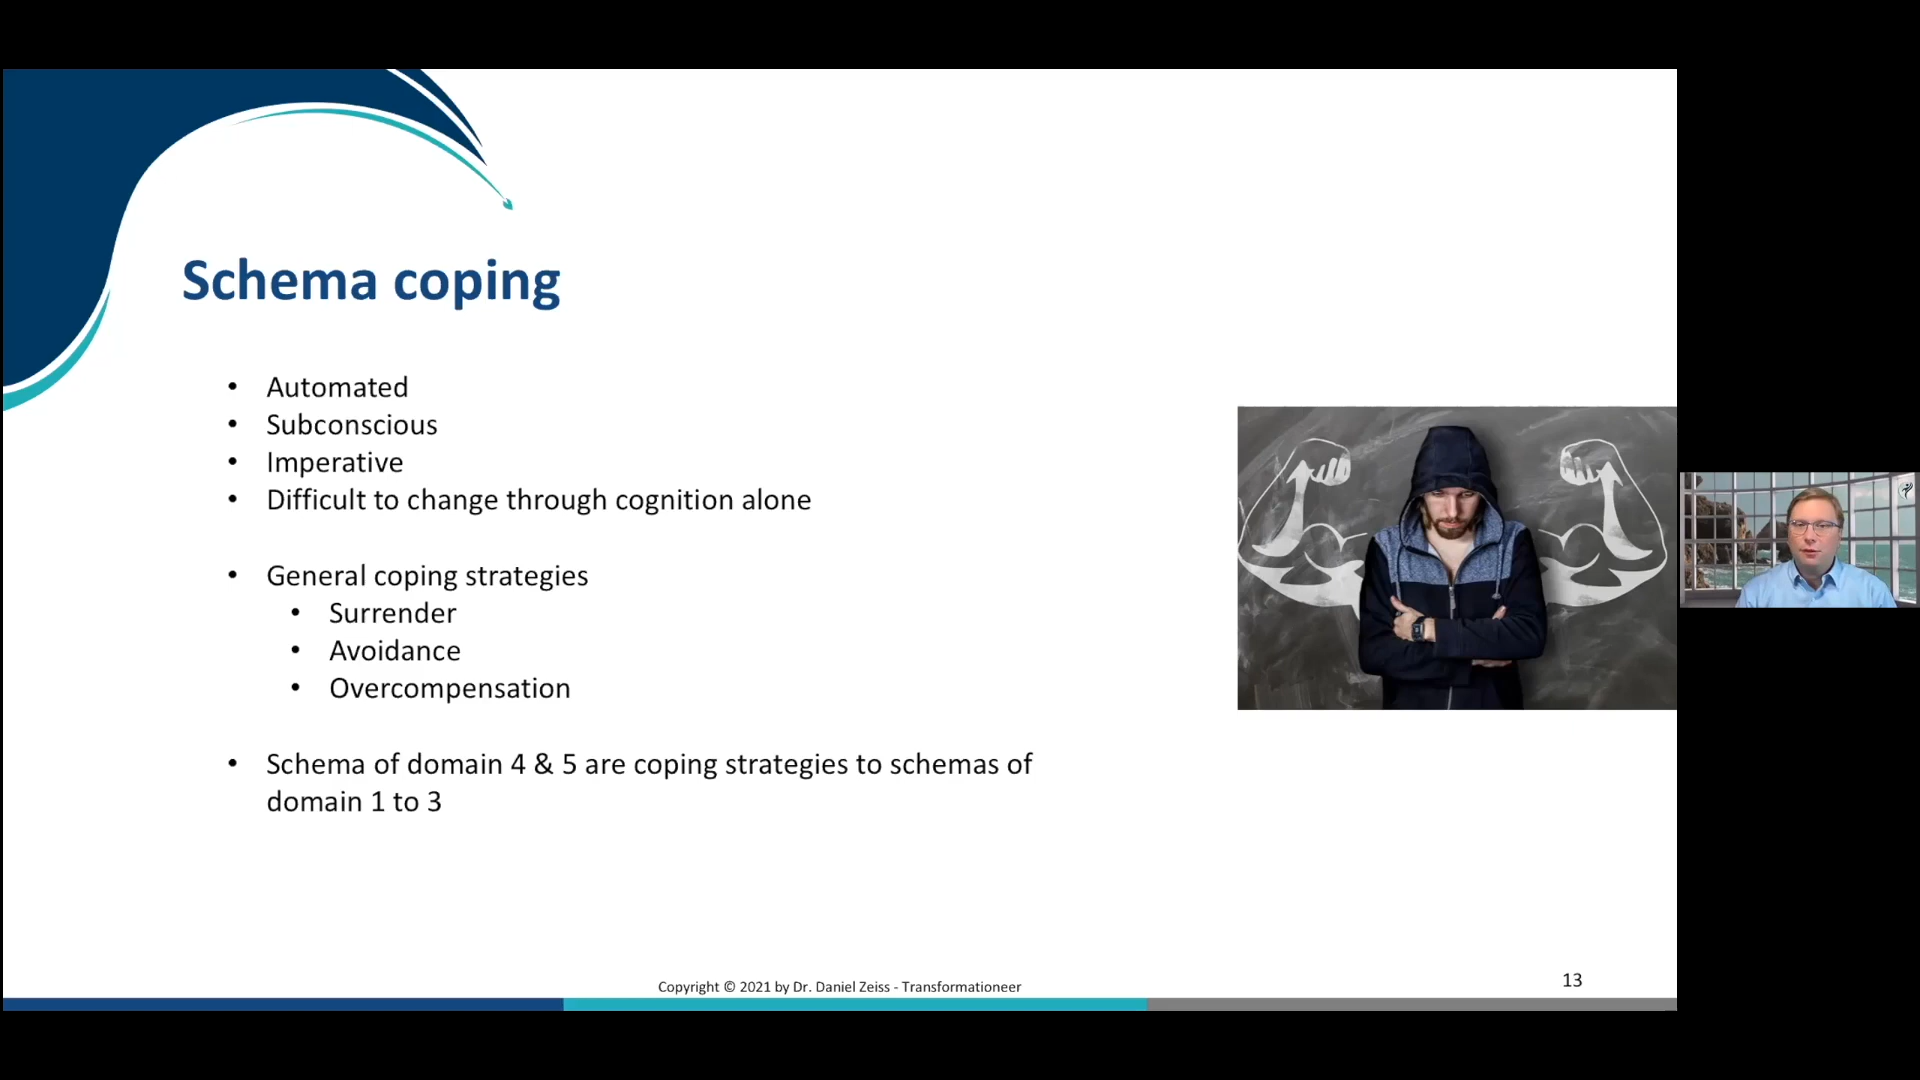 Schema coping
• Automated
• Subconscious
• Imperative
• Difficult to change through cognition alone
• General coping strategies
• Surrender
• Avoidance
• Overcompensation
• Schema of domain 4 & 5 are coping strategies to schemas of
domain 1 to 3
Copyright © 2021 by Dr. Daniel Zeiss - Transformationeer
13